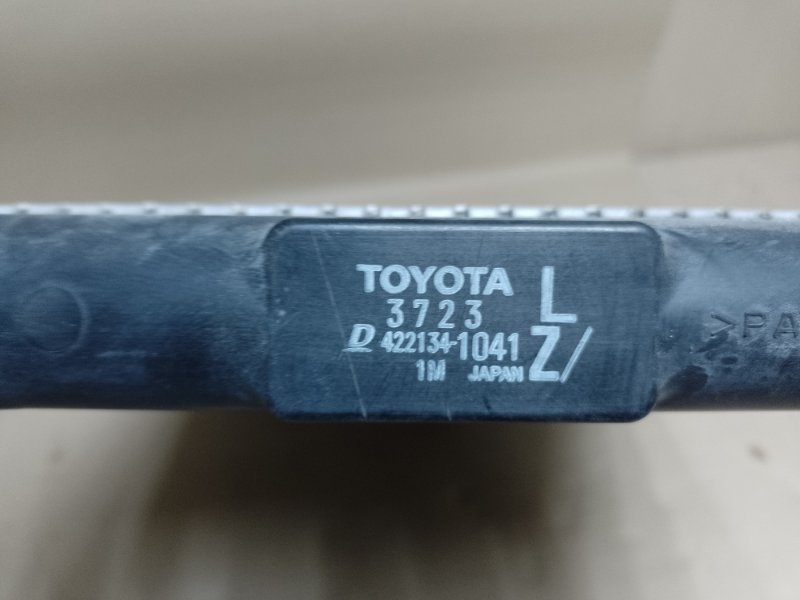 TOYOTA L
3723
D 422134-1041 Z/
1M JAPAN
>PA